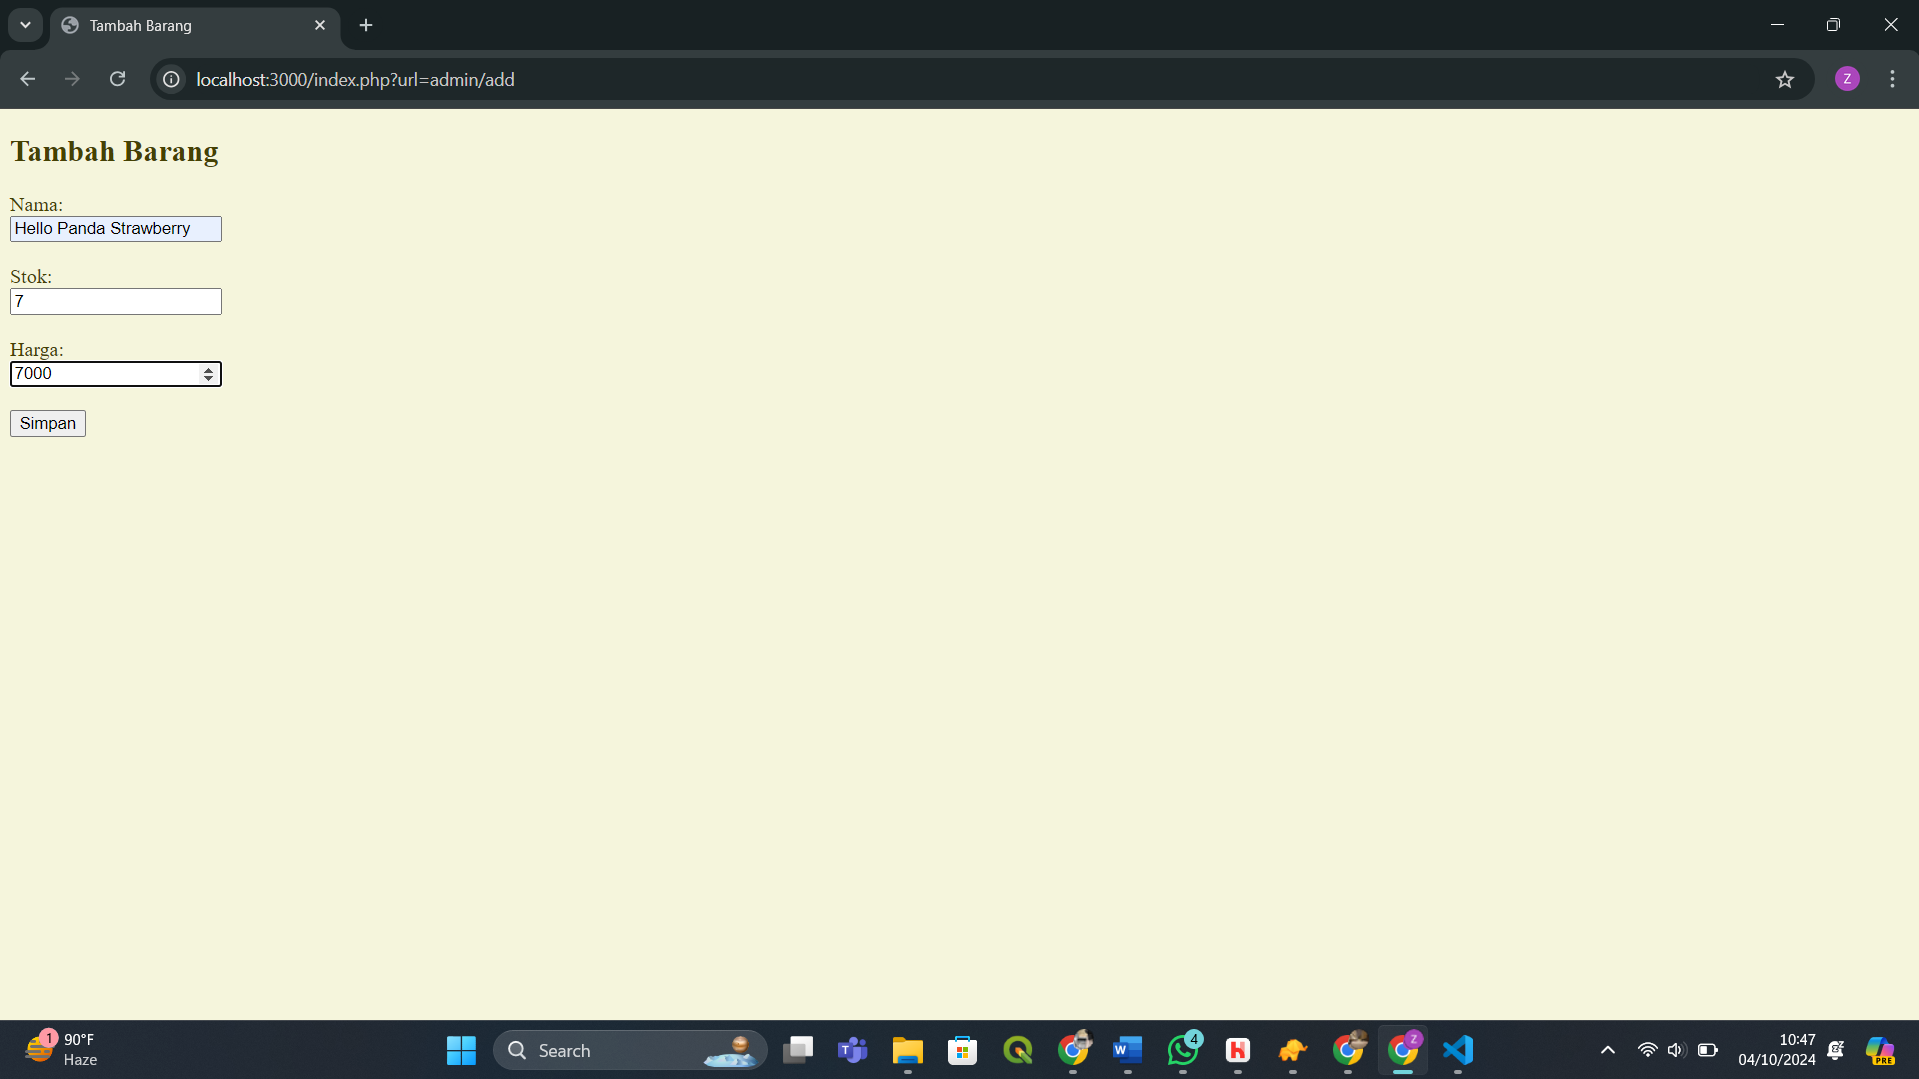 Tambah Barang
localhost:3000/index.php?url=admin/add
Z
Tambah Barang
Nama:
Hello Panda Strawberry
Stok:
7
Harga:
7000
Simpan
1
90°F
Haze
Search
T
W
4
H
Z
10:47
04/10/2024
PRE